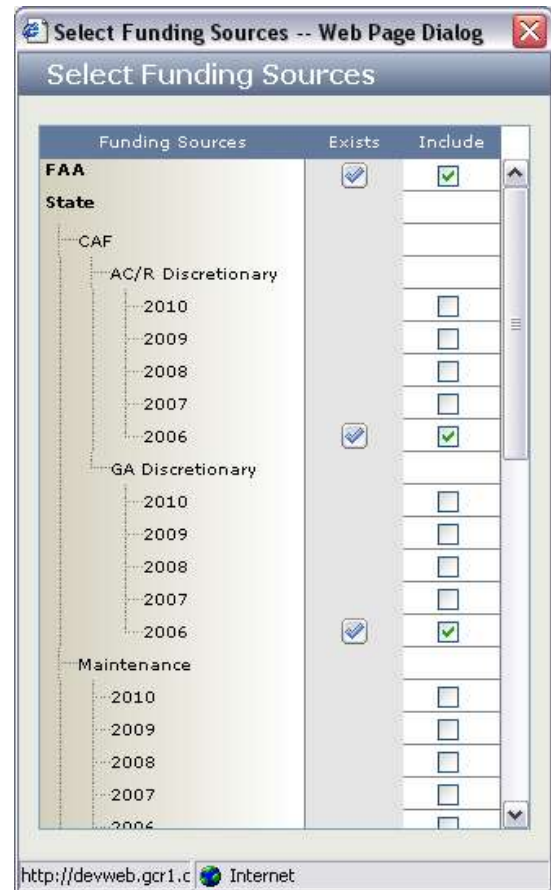 Select Funding Sources -- Web Page Dialog
Select Funding Sources
Funding Sources Exists Include
FAA
State
CAF
AC/R Discretionary
2010
2009
2008
2007
2006
GA Discretionary
2010
2009
2008
2007
2006
Maintenance
2010
2009
2008
2007
2006
http://devweb.gcr1.c Internet